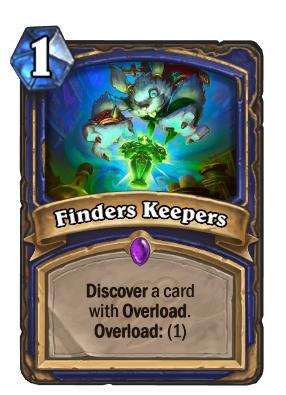 1
Finders Keepers
Discover a card
with Overload.
Overload: (1)